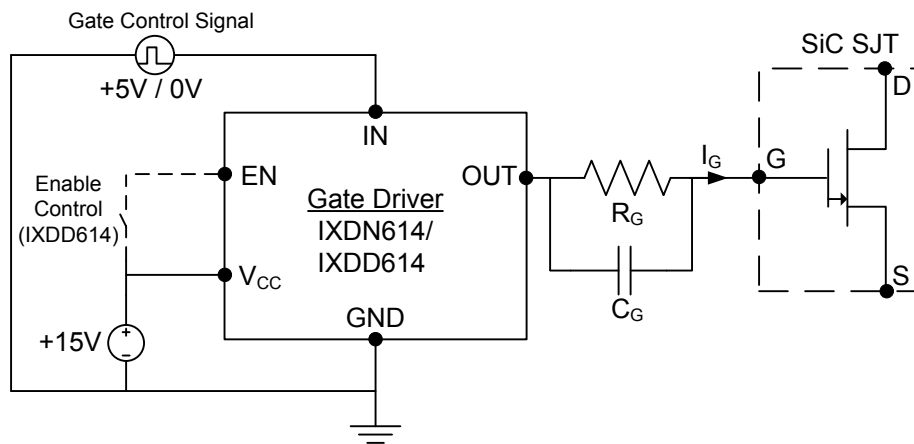 Gate Control Signal
+5V / 0V
SiC SJT
D
IN
EN
Enable
Control
(IXDD614)
Gate Driver
IXDN614/
IXDD614
OUT
I_G
G
R_G
V_CC
C_G
S
GND
+15V